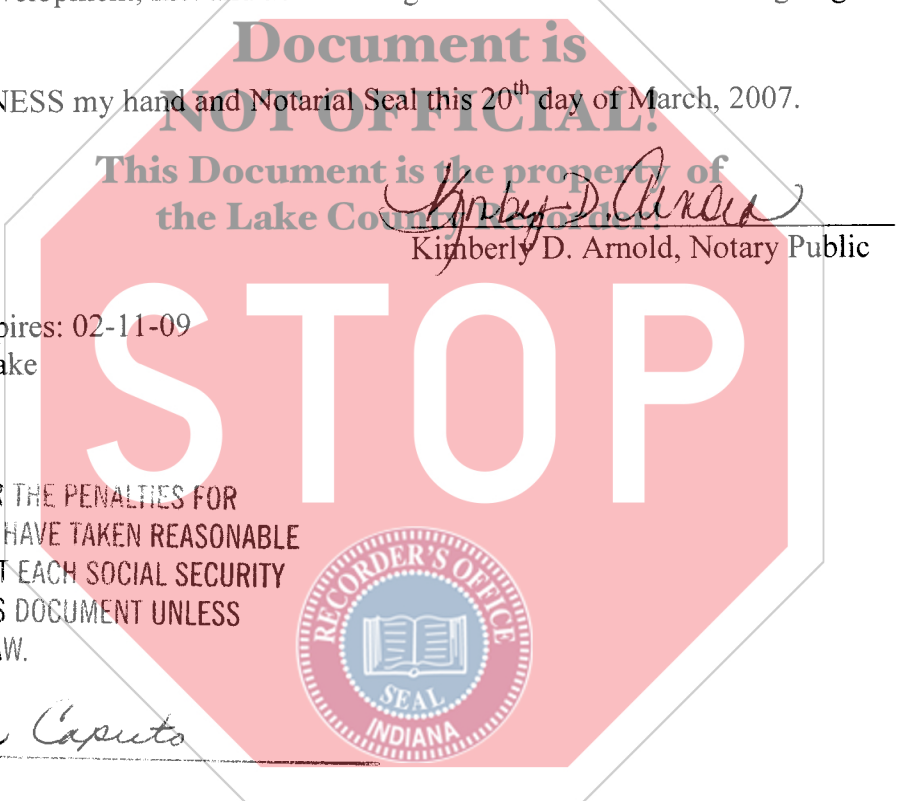 Document is
NESS my hand and Notarial Seal this 20th day of March, 2007.
NOT OFFICIAL!
This Document is the property of
the Lake County Recorder!
Kimberly D. Arnold
Kimberly D. Arnold, Notary Public
pires: 02-11-09
ake
STOP
THE PENALTIES FOR
HAVE TAKEN REASONABLE
T EACH SOCIAL SECURITY
S DOCUMENT UNLESS
AW.
RECORDER'S OFFICE
SEAL
INDIANA
Caputo